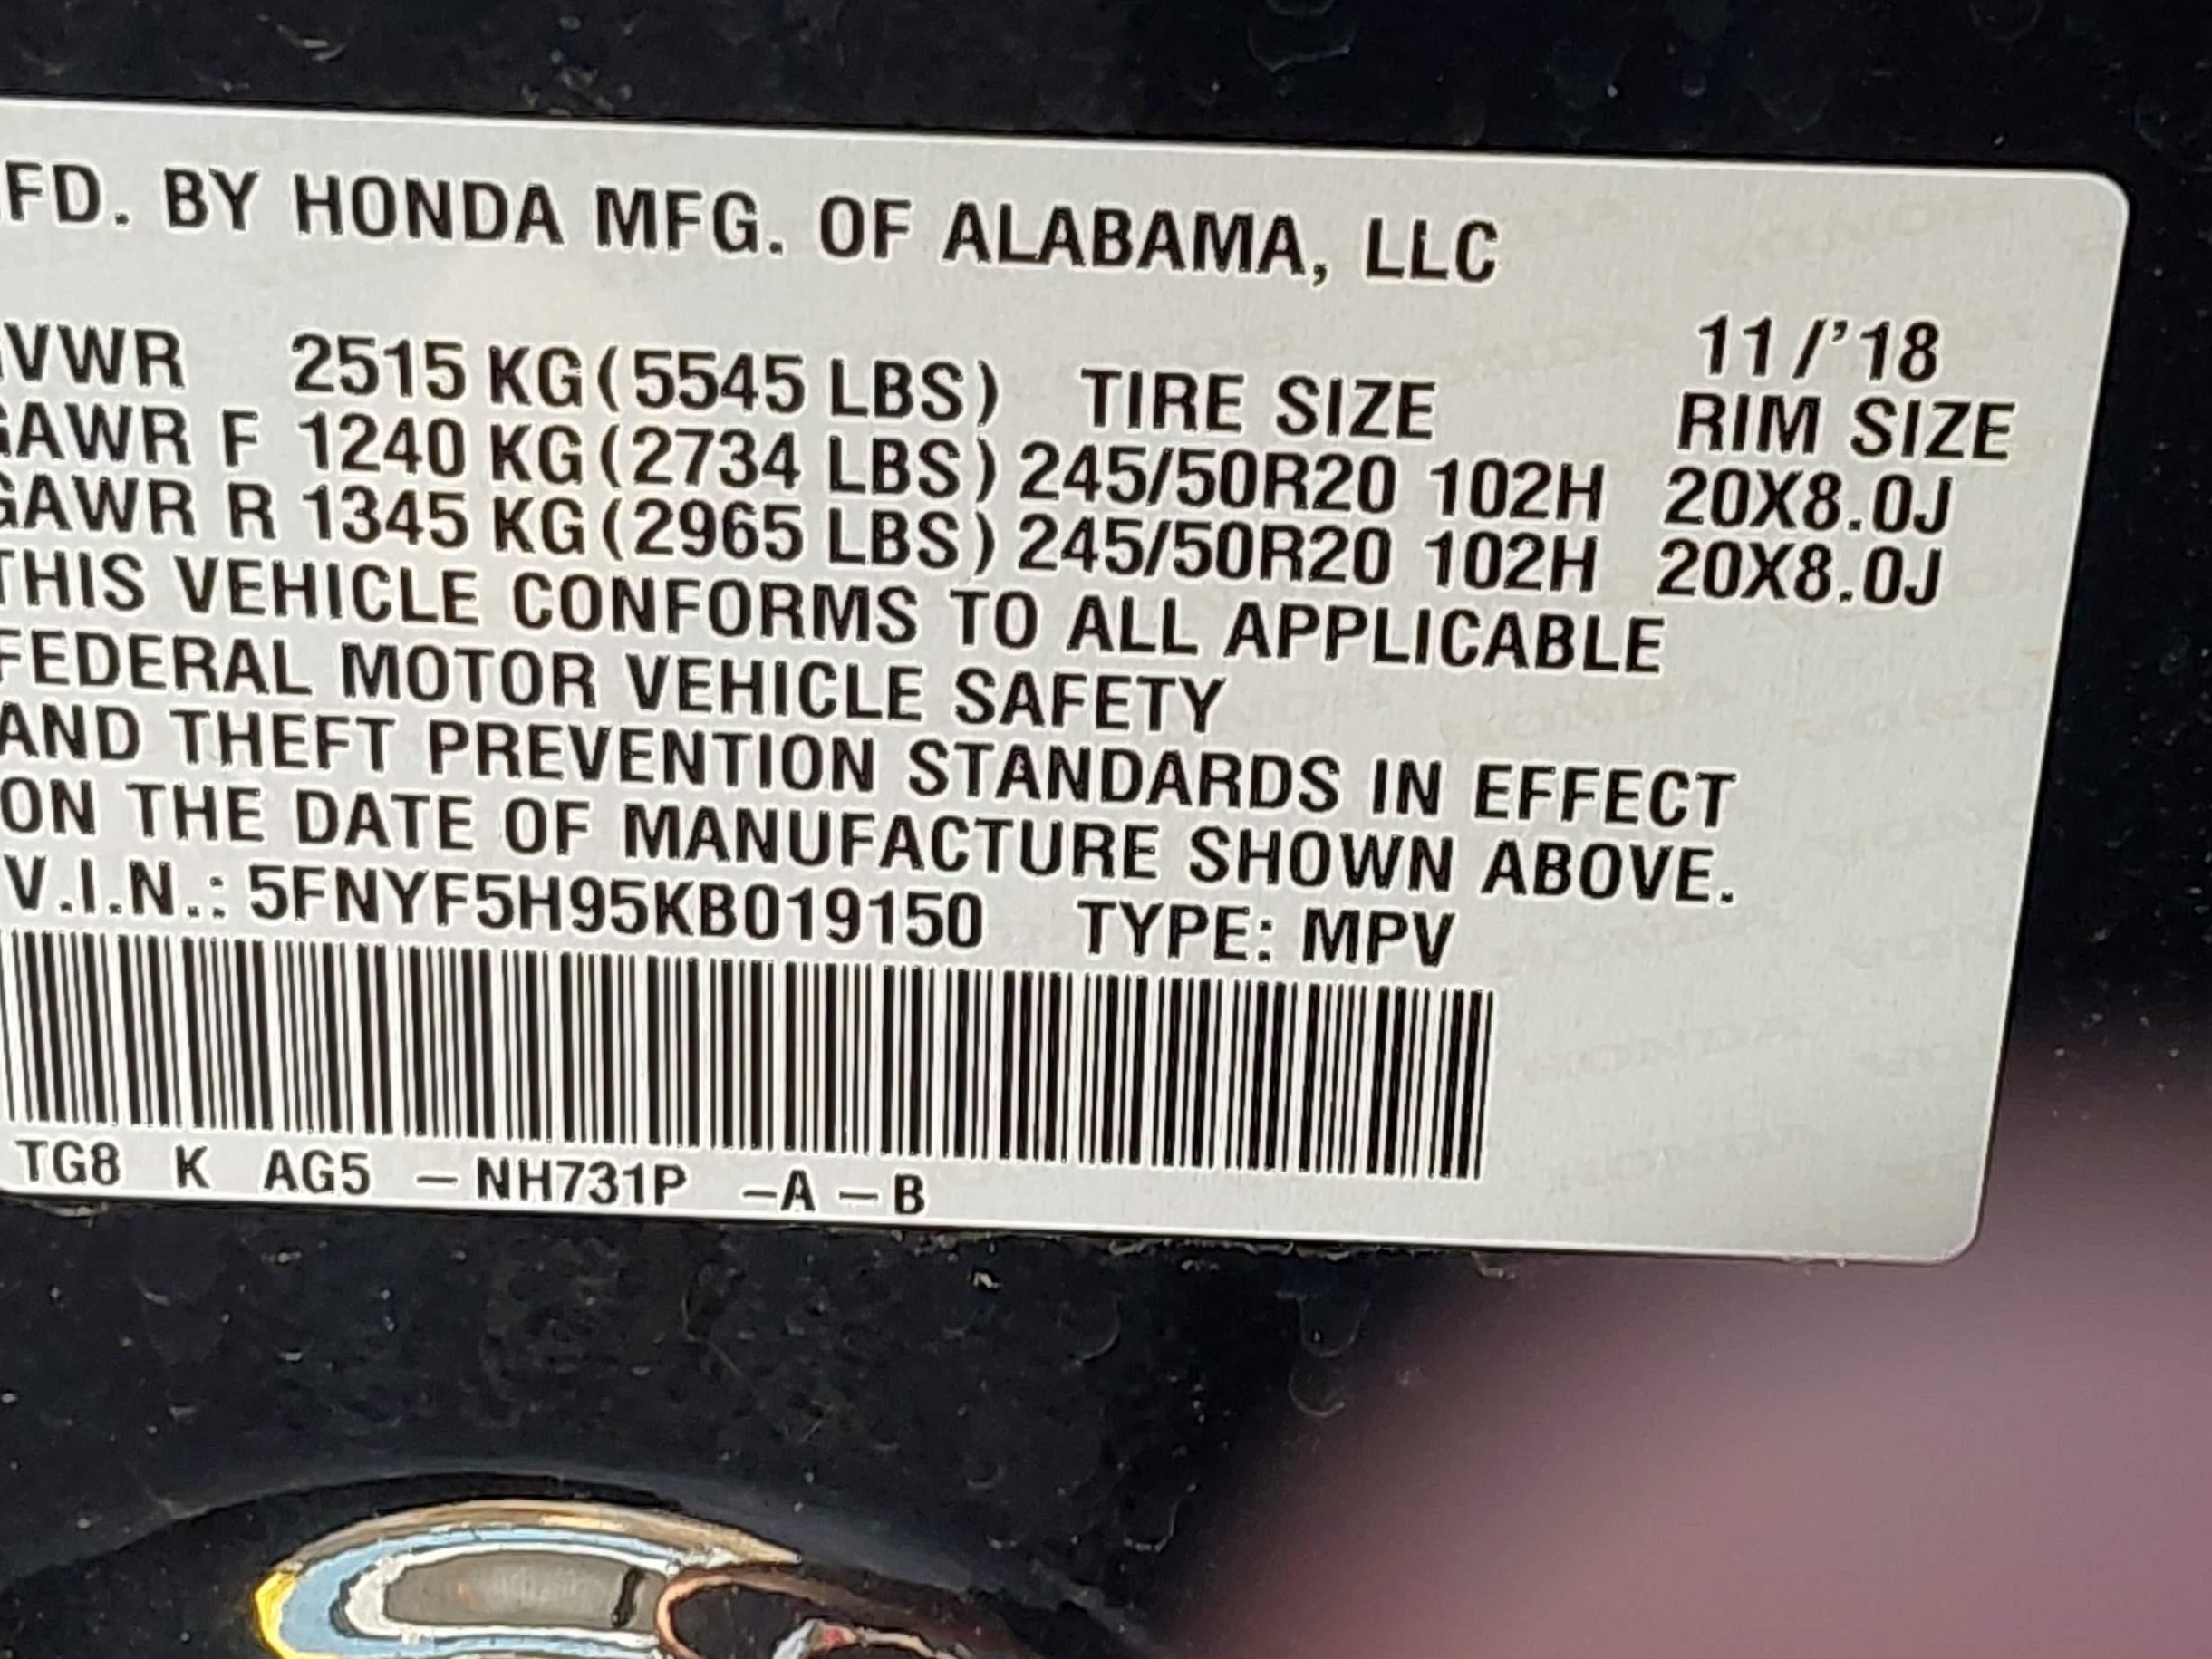 FD. BY HONDA MFG. OF ALABAMA, LLC
11/'18
VWR 2515 KG(5545 LBS) TIRE SIZE RIM SIZE
GAWR F 1240 KG(2734 LBS) 245/50R20 102H 20X8.0J
GAWR R 1345 KG(2965 LBS) 245/50R20 102H 20X8.0J
THIS VEHICLE CONFORMS TO ALL APPLICABLE
FEDERAL MOTOR VEHICLE SAFETY
AND THEFT PREVENTION STANDARDS IN EFFECT
ON THE DATE OF MANUFACTURE SHOWN ABOVE.
V.I.N.: 5FNYF5H95KB019150 TYPE: MPV
TG8 K AG5 – NH731P –A – B